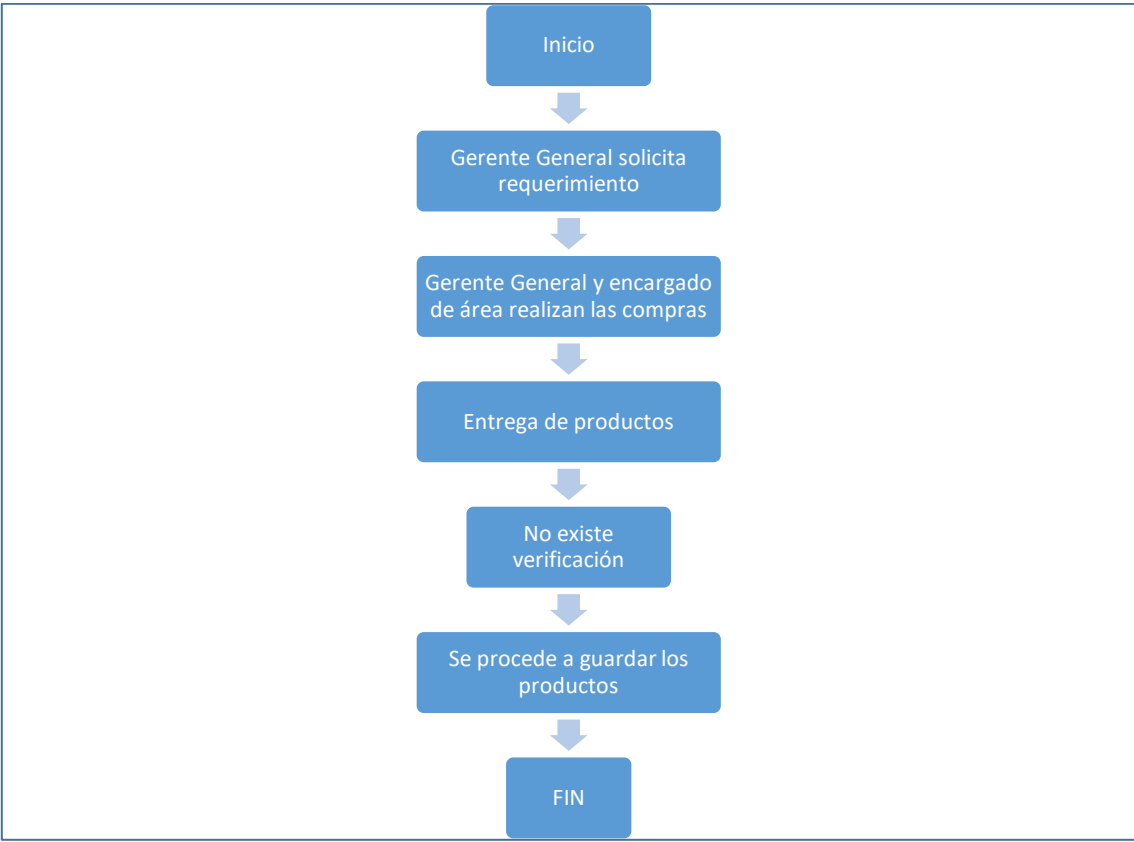 Inicio
Gerente General solicita
requerimiento
Gerente General y encargado
de área realizan las compras
Entrega de productos
No existe
verificación
Se procede a guardar los
productos
FIN